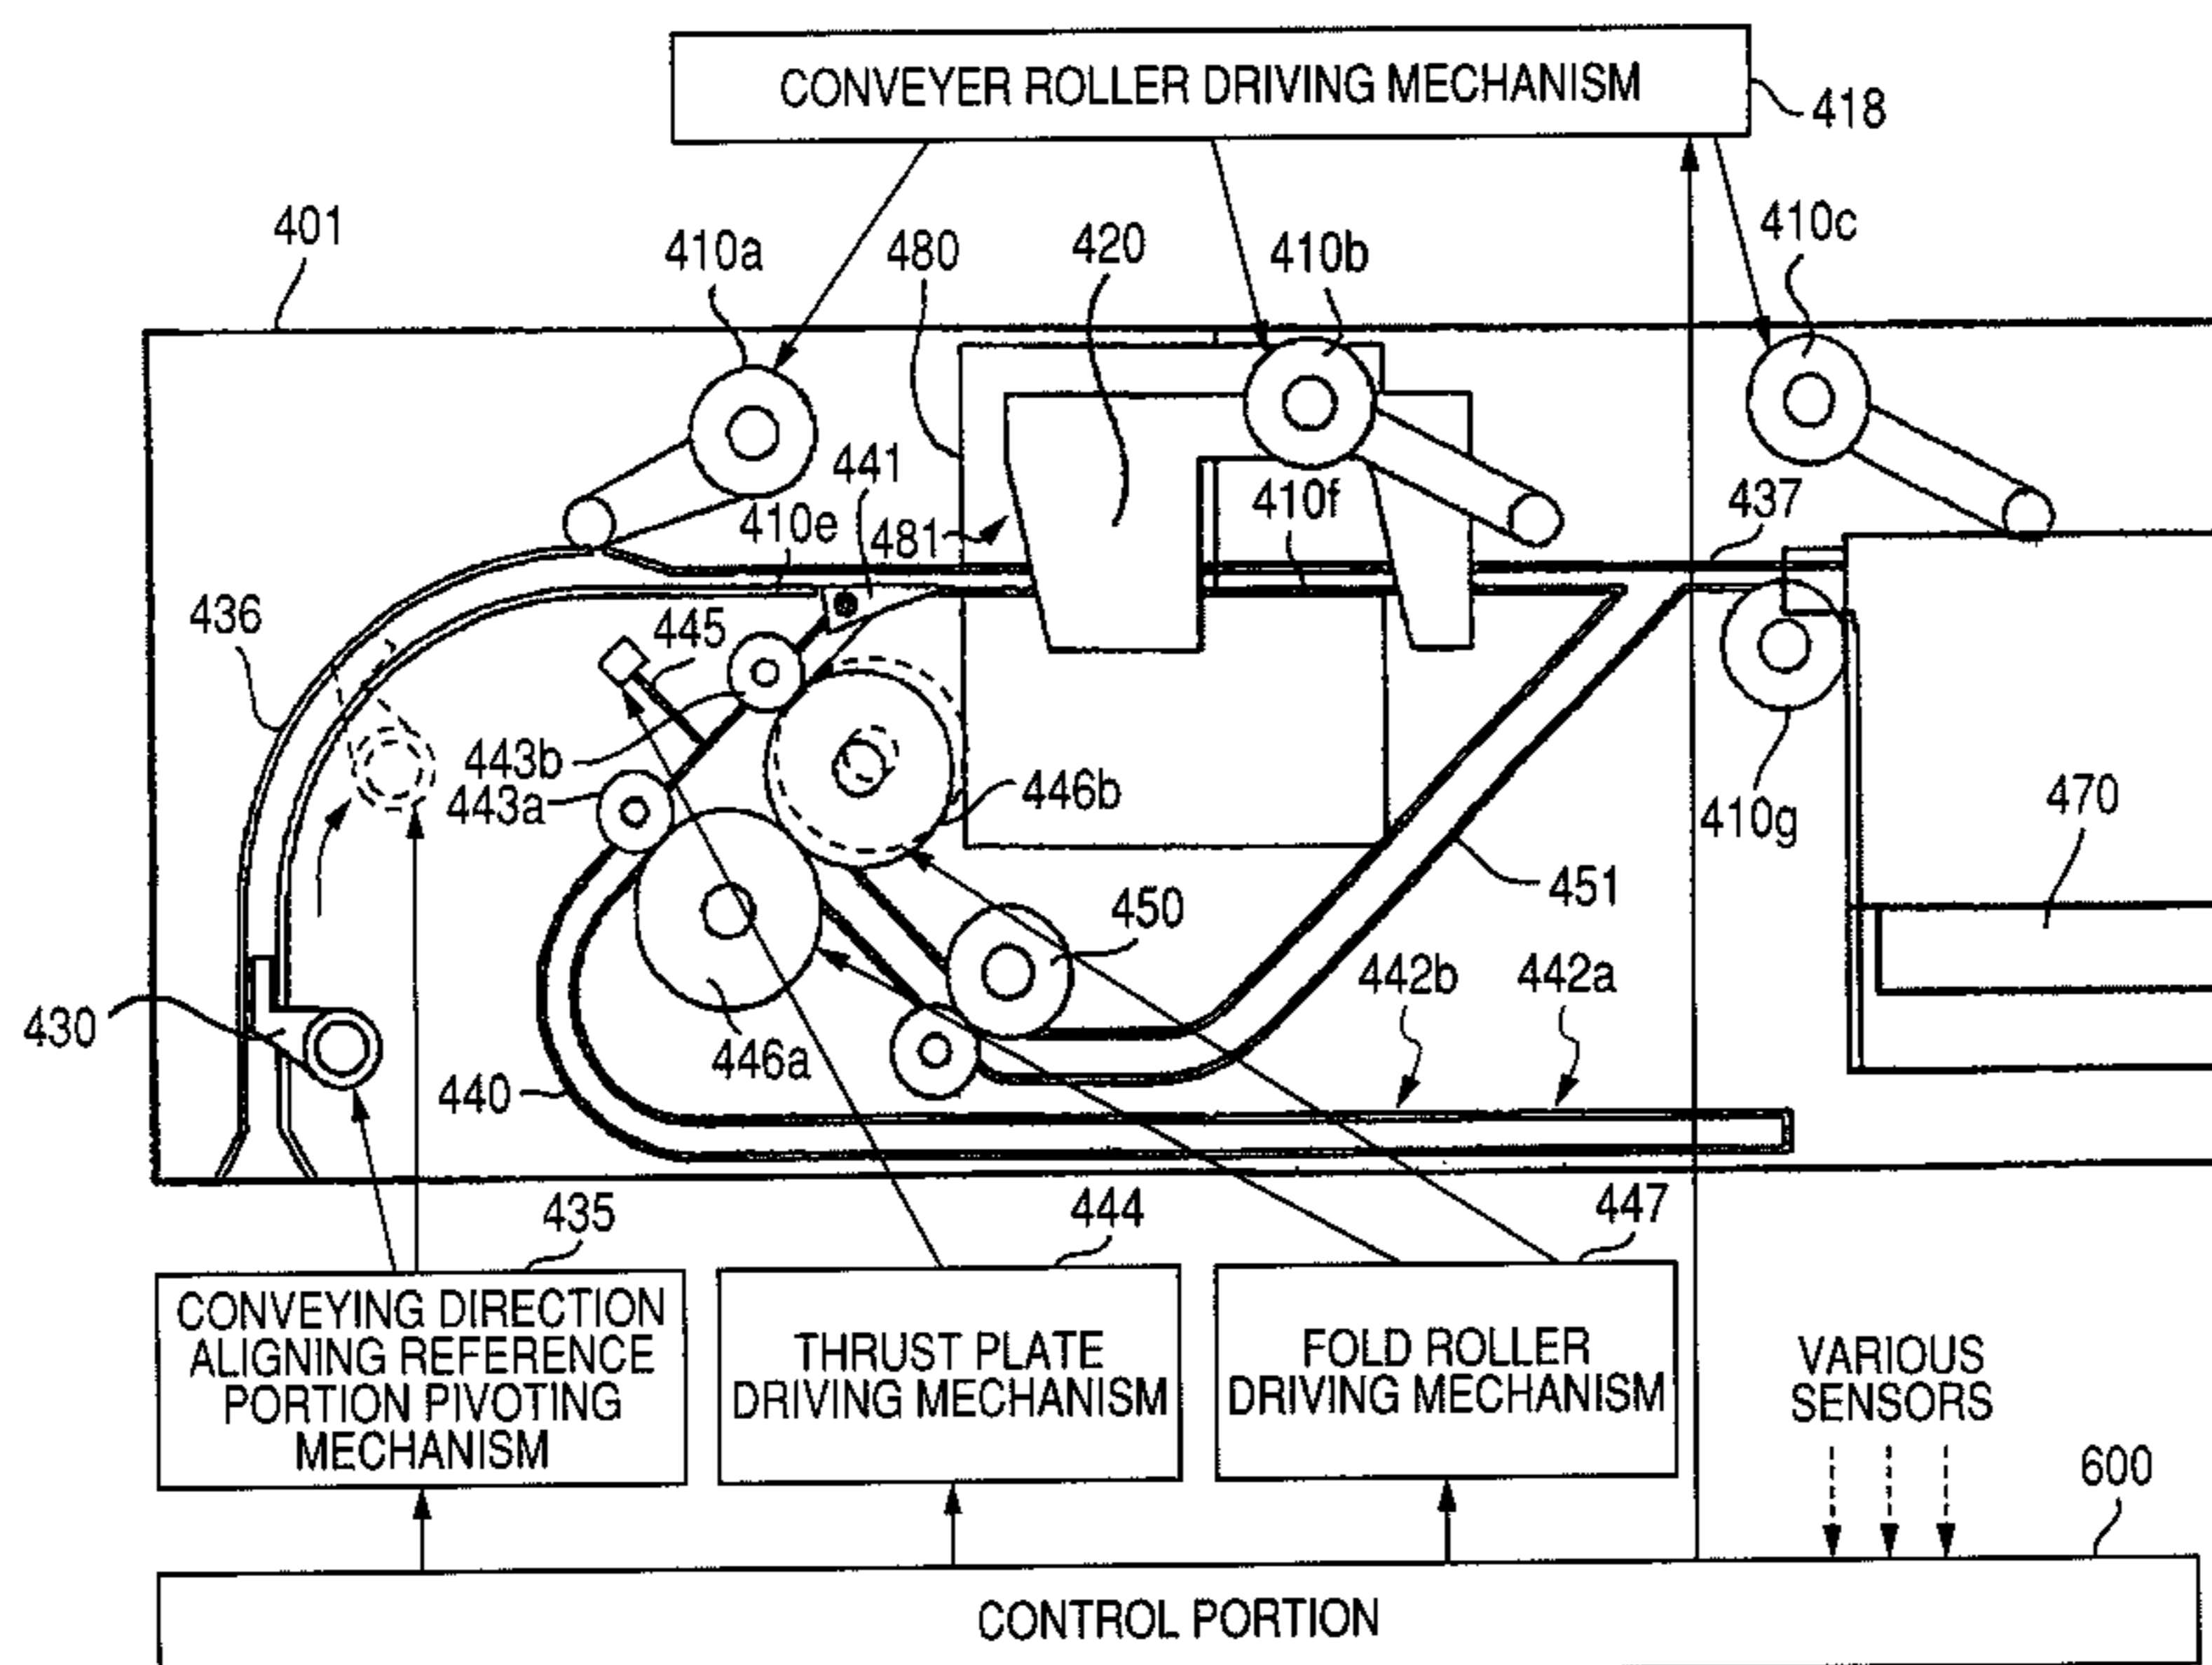 CONVEYER ROLLER DRIVING MECHANISM
418
401
410a
480
420
410b
410c
441
410e
481
410f
437
436
445
443b
443a
446b
410g
470
451
450
442b
442a
430
446a
440
435
444
447
CONVEYING DIRECTION
ALIGNING REFERENCE
PORTION PIVOTING
MECHANISM
THRUST PLATE
DRIVING MECHANISM
FOLD ROLLER
DRIVING MECHANISM
VARIOUS
SENSORS
600
CONTROL PORTION